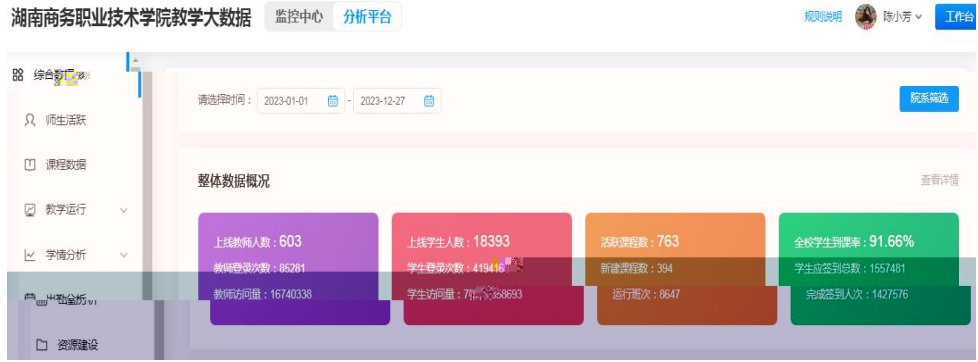 湖南商务职业技术学院教学大数据 监控中心 分析平台 规则说明 陈小芳 工作台
综合数据
请选择时间： 2023-01-01 - 2023-12-27 院系筛选
师生活跃
课程数据
整体数据概况 查看详情
教学运行
上线教师人数：603 上线学生人数：18393 活跃课程数：763 全校学生到课率：91.66%
学情分析
教师登录次数：85281 学生登录次数：419416 新建课程数：394 学生应签到总数：1557481
教师访问量：16740338 学生访问量：7 358693 运行班次：8647 完成签到人次：1427576
资源建设